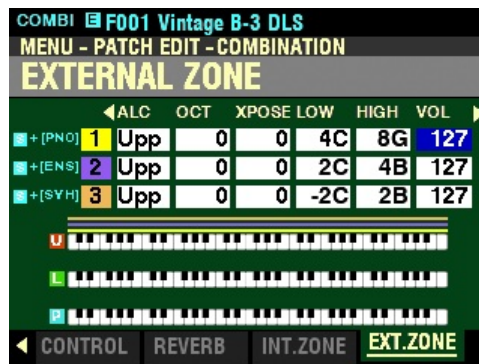 COMBI E F001 Vintage B-3 DLS
MENU - PATCH EDIT - COMBINATION
EXTERNAL ZONE
ALC OCT XPOSE LOW HIGH VOL
S+[PNO] 1 Upp 0 0 4C 8G 127
S+[ENS] 2 Upp 0 0 2C 4B 127
S+[SYH] 3 Upp 0 0 -2C 2B 127
U
L
P
CONTROL REVERB INT.ZONE EXT.ZONE